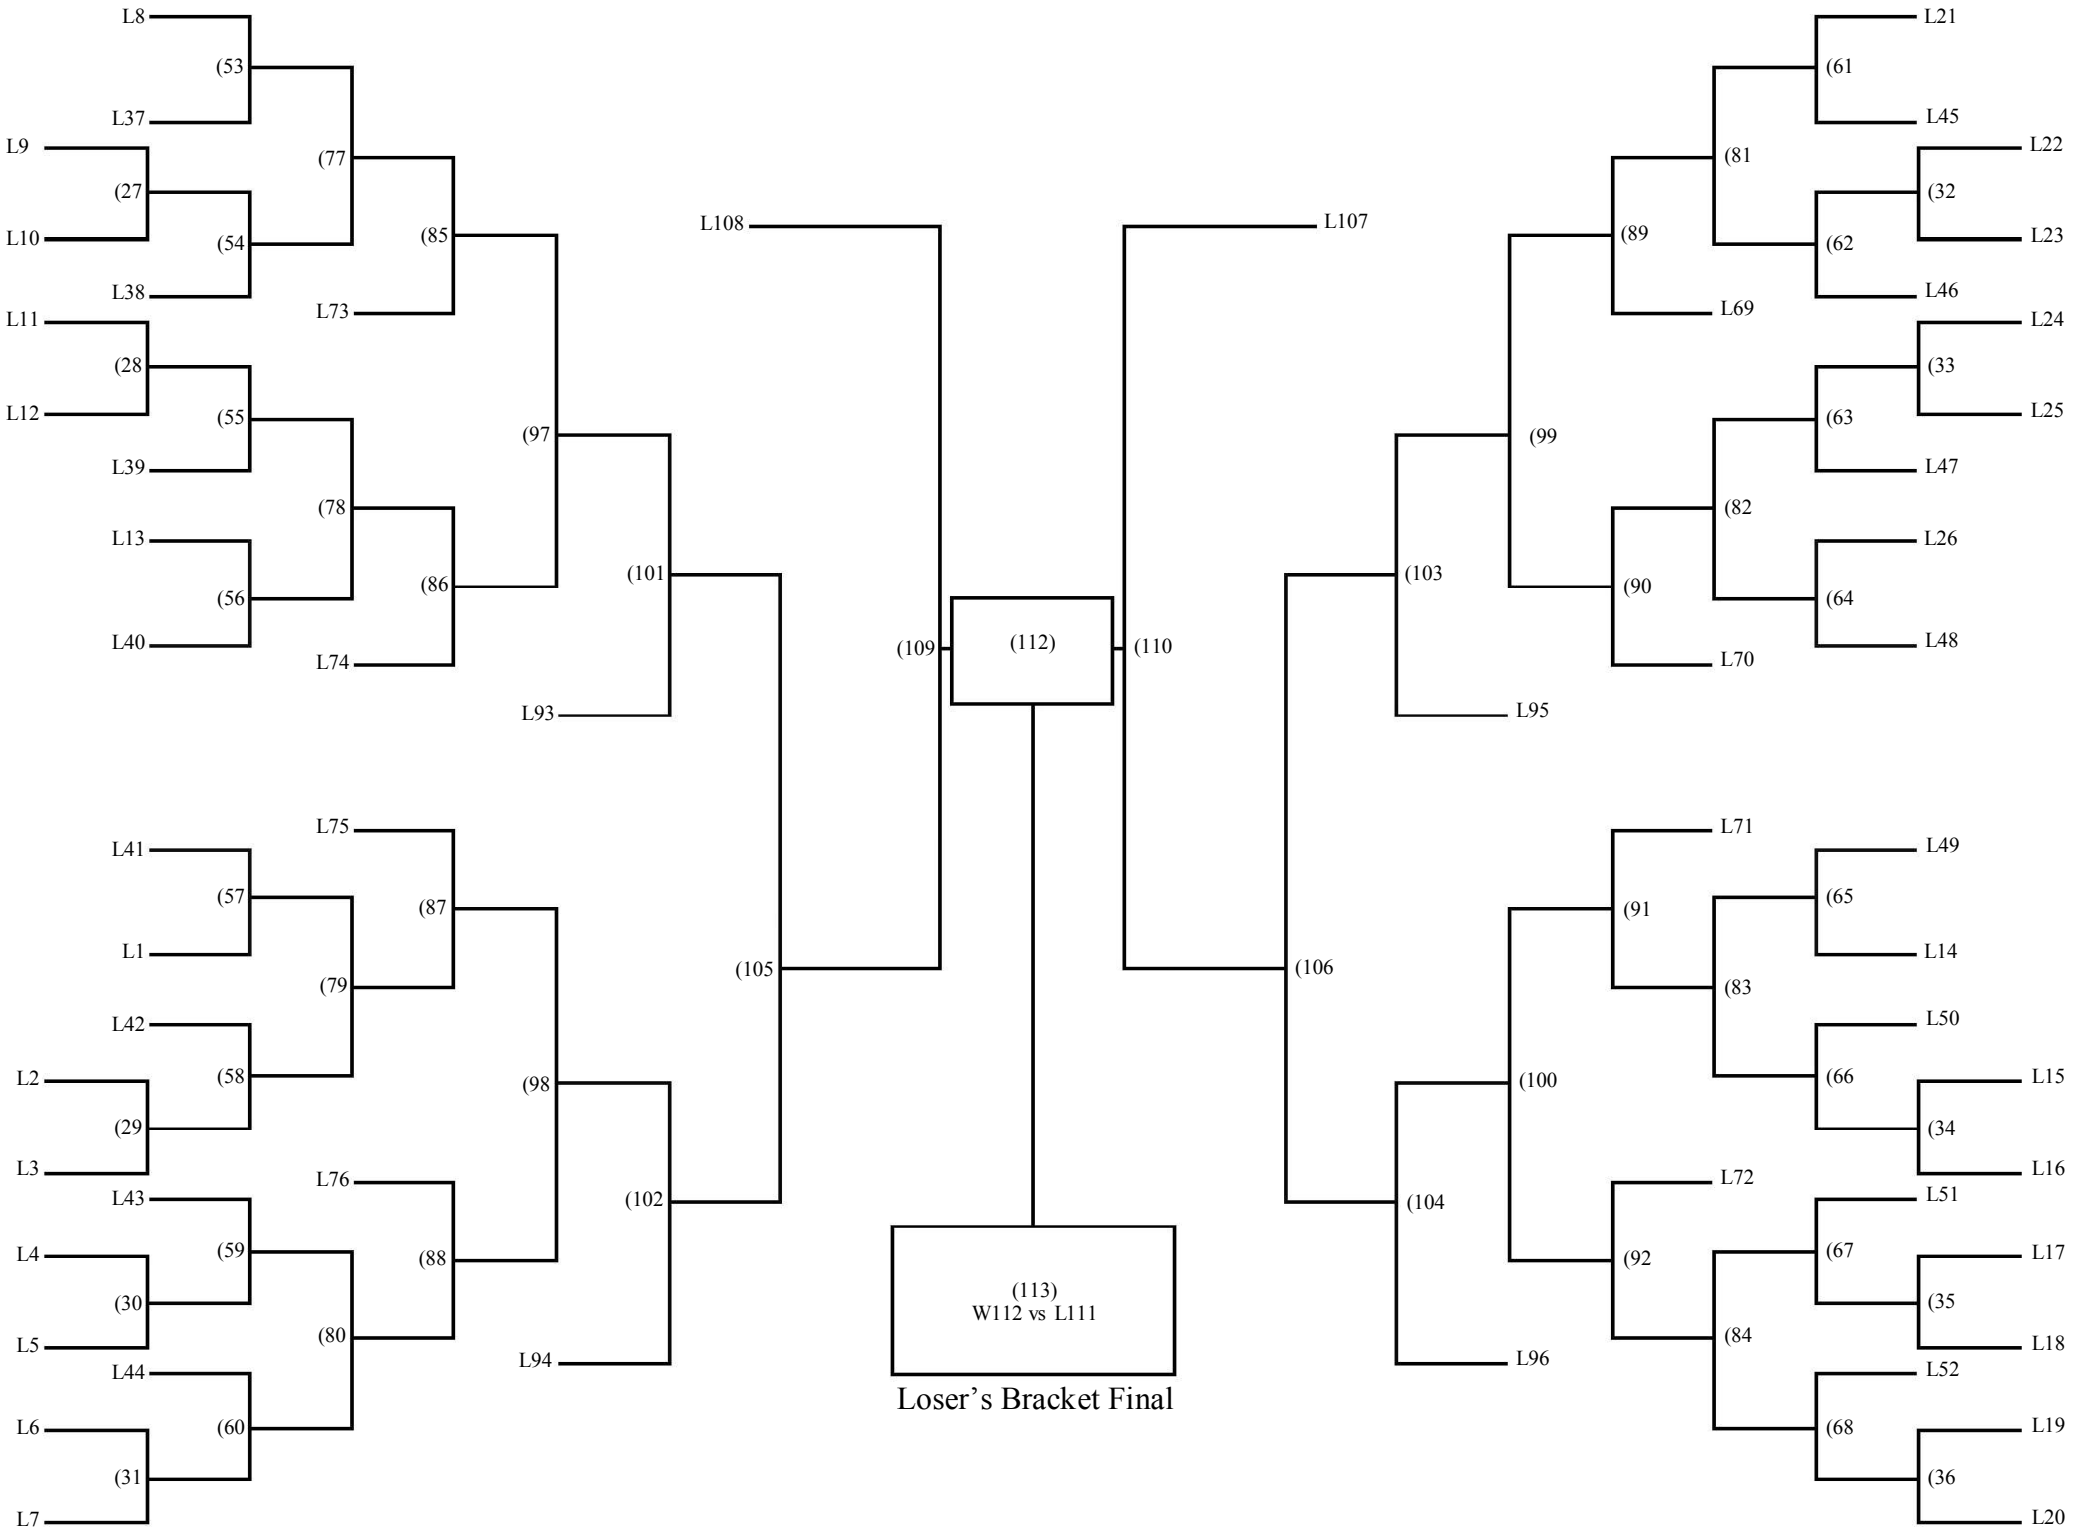 L8
L21
(53
(61
L37
L45
L9
L22
(77
(81
(27
(32
L108
L107
L10
(54
(85
(89
(62
L23
L38
L46
L73
L69
L11
L24
(28
(33
L12
(55
(63
L25
(97
(99
L39
L47
(78
(82
L13
L26
(101
(103
(86
(90
(56
(64
L40
(109
(112)
(110
L48
L74
L70
L93
L95
L75
L71
L41
L49
(57
(87
(91
(65
L1
L14
(105
(106
(79
(83
L42
L50
L2
(58
(98
(100
(66
L15
(29
(34
L3
L16
L76
L72
L43
(102
(104
L51
L4
(59
(88
(92
(67
L17
(30
(113)
(35
W112 vs L111
L5
(80
(84
L18
L44
L94
L96
L52
Loser's Bracket Final
L6
(60
(68
L19
(31
(36
L7
L20